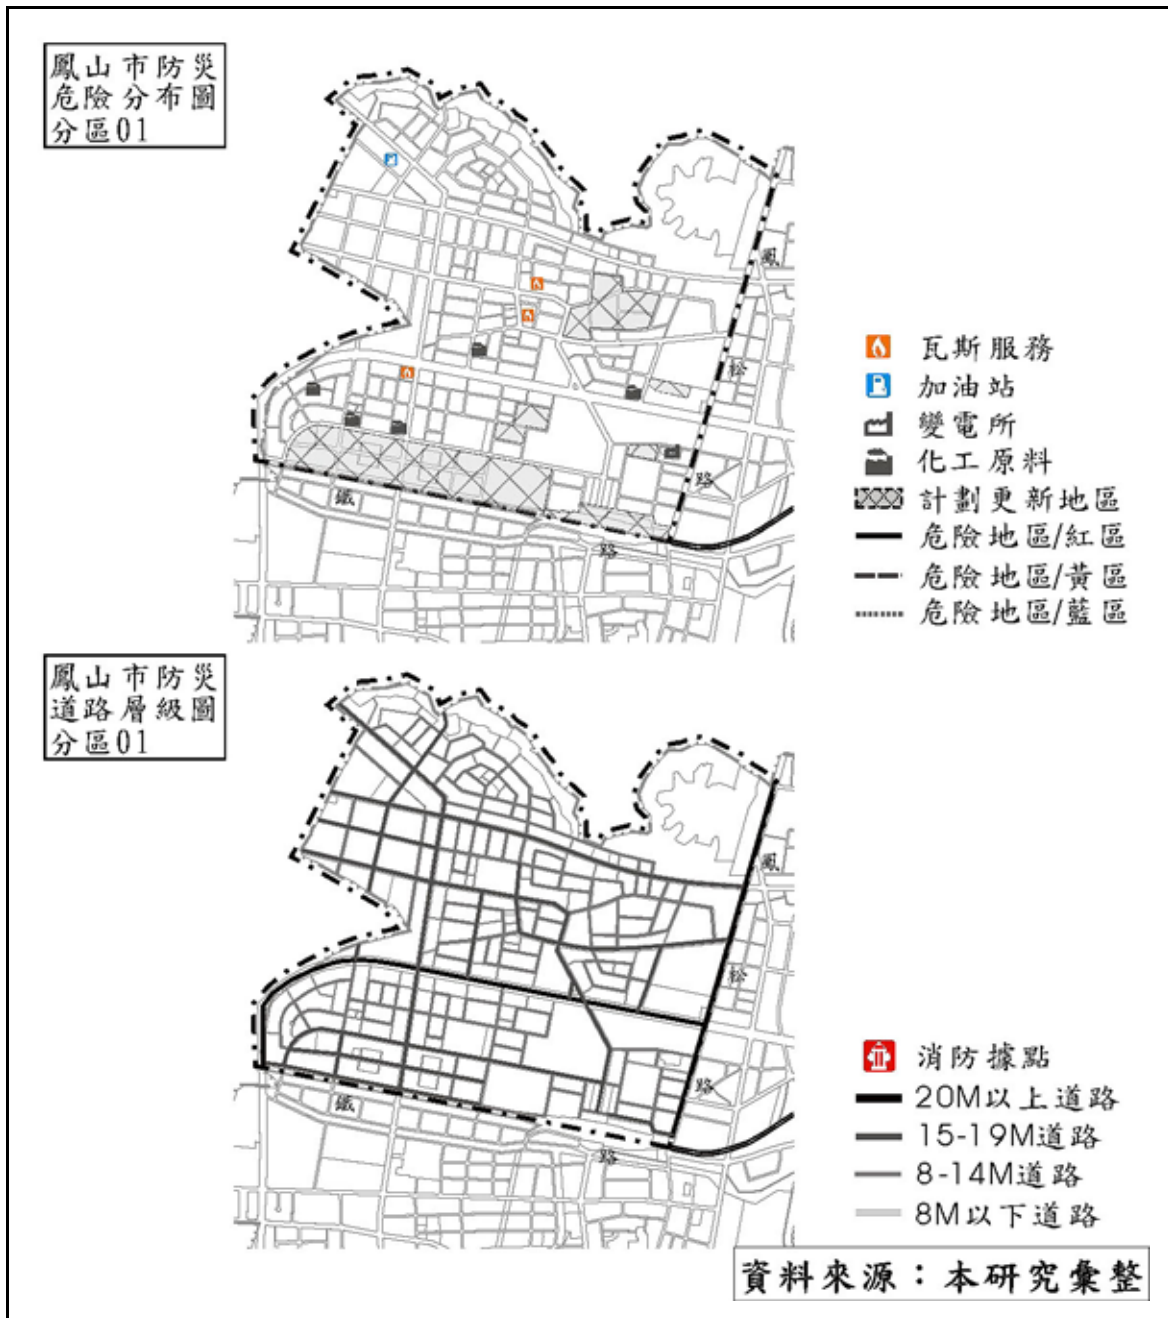 鳳山市防災
危險分布圖
分區01
鳳
松
路
鐵
路
瓦斯服務
加油站
變電所
化工原料
計劃更新地區
危險地區/紅區
危險地區/黃區
危險地區/藍區
鳳山市防災
道路層級圖
分區01
鳳
松
路
鐵
路
消防據點
20M以上道路
15-19M道路
8-14M道路
8M以下道路
資料來源：本研究彙整